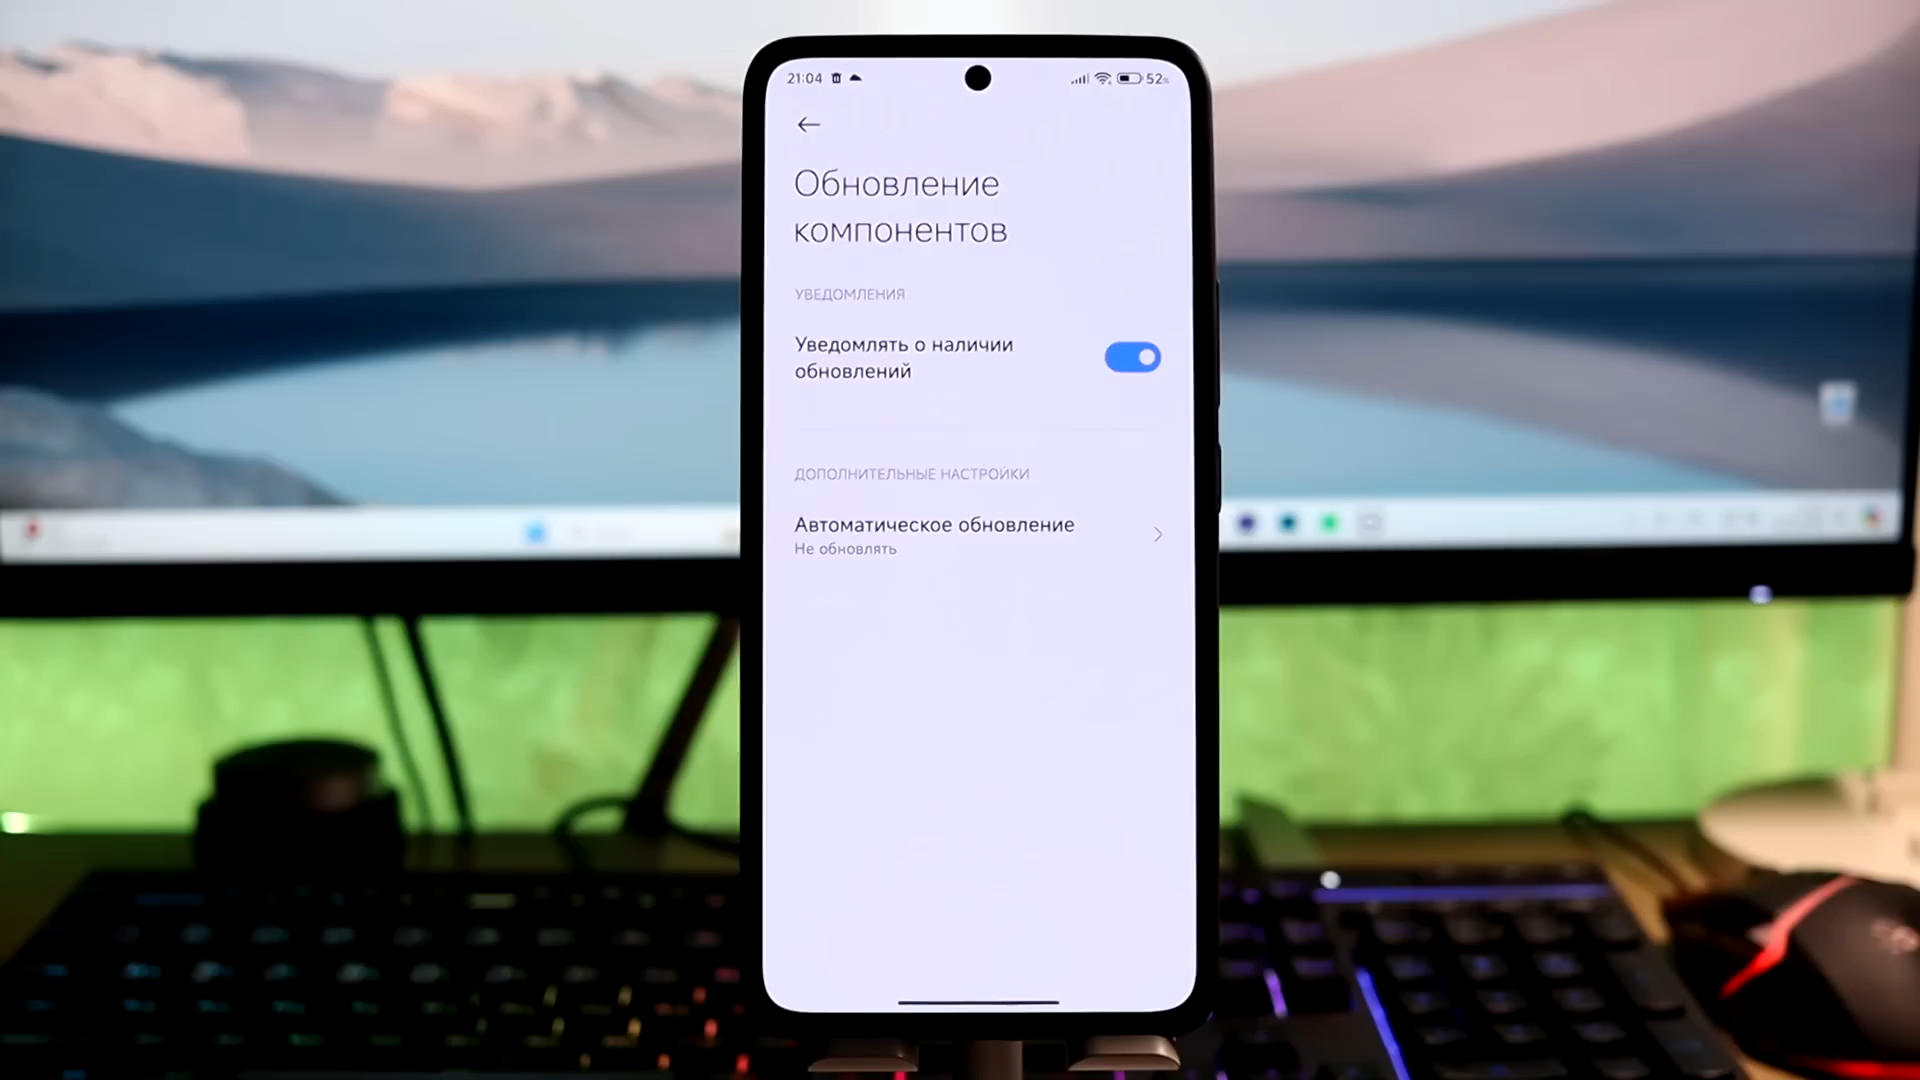 21:04 52%
Обновление
компонентов
УВЕДОМЛЕНИЯ
Уведомлять о наличии
обновлений
ДОПОЛНИТЕЛЬНЫЕ НАСТРОЙКИ
Автоматическое обновление
Не обновлять